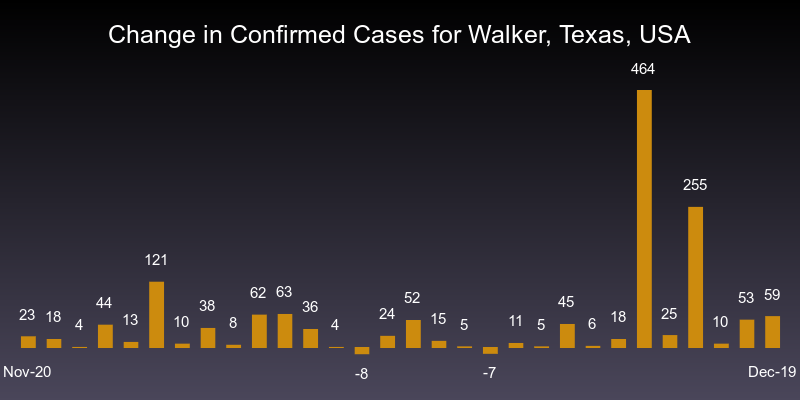 Change in Confirmed Cases for Walker, Texas, USA
23 18 4 44 13 121 10 38 8 62 63 36 4 -8 24 52 15 5 -7 11 5 45 6 18 464 25 255 10 53 59
Nov-20 Dec-19